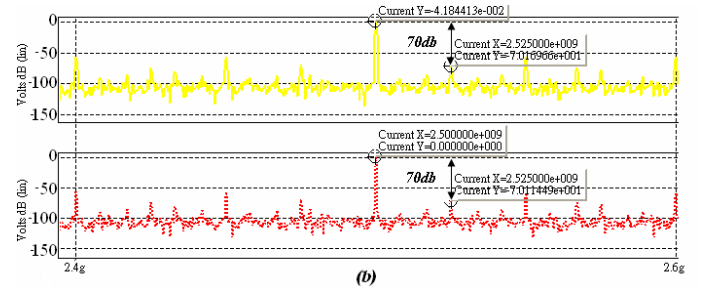 Current Y=-4.184413e-002
0
70db
Current X=2.525000e+009
Current Y=-7.016966e+001
-50
-100
-150
Volts dB (lin)
Current X=2.500000e+009
Current Y=0.000000e+000
0
70db
Current X=2.525000e+009
Current Y=-7.011449e+001
-50
-100
-150
Volts dB (lin)
2.4g
2.6g
(b)